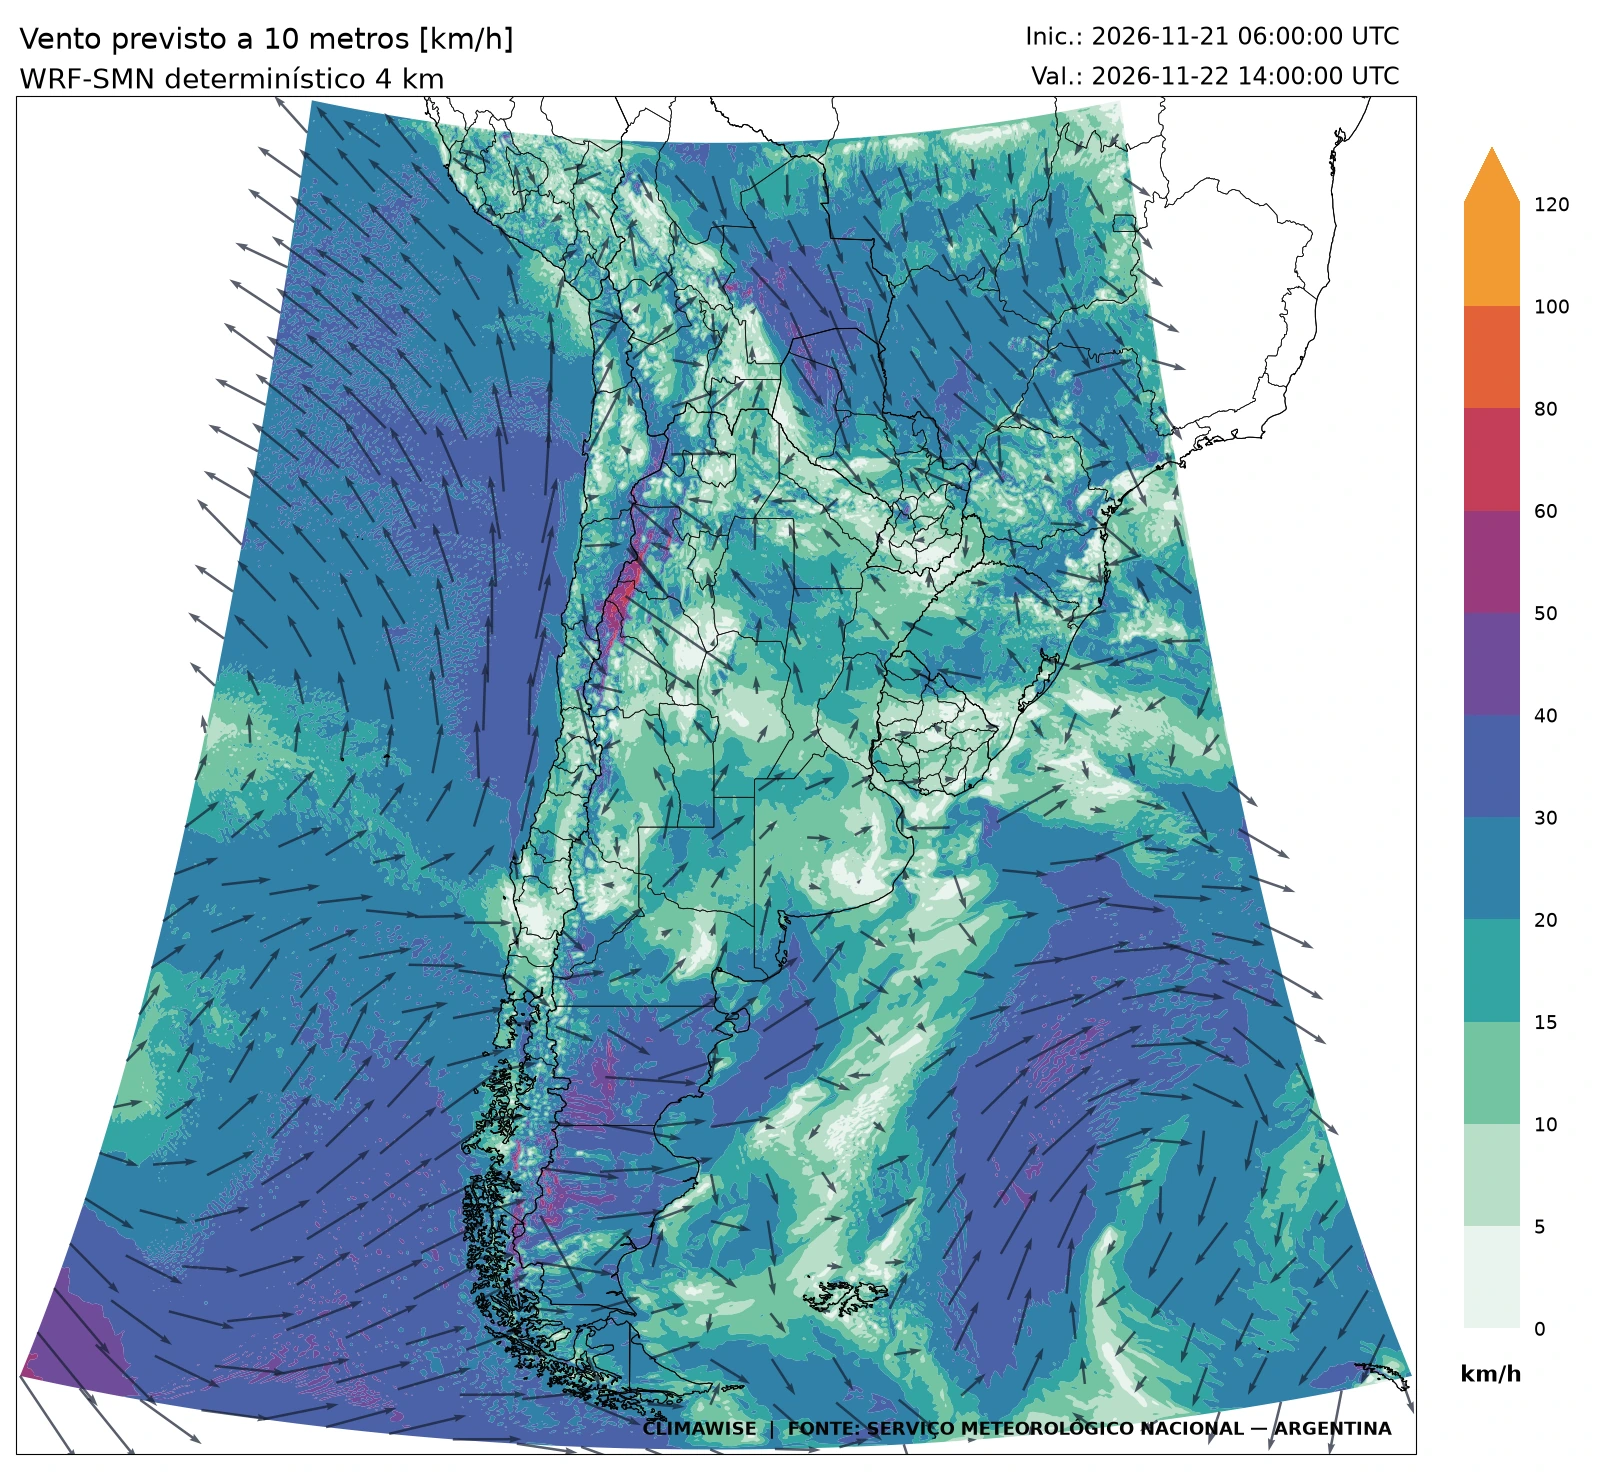 Vento previsto a 10 metros [km/h]
WRF-SMN determinístico 4 km
Inic.: 2026-11-21 06:00:00 UTC
Val.: 2026-11-22 14:00:00 UTC
120
100
80
60
50
40
30
20
15
10
5
0
km/h
CLIMAWISE | FONTE: SERVIÇO METEOROLÓGICO NACIONAL — ARGENTINA